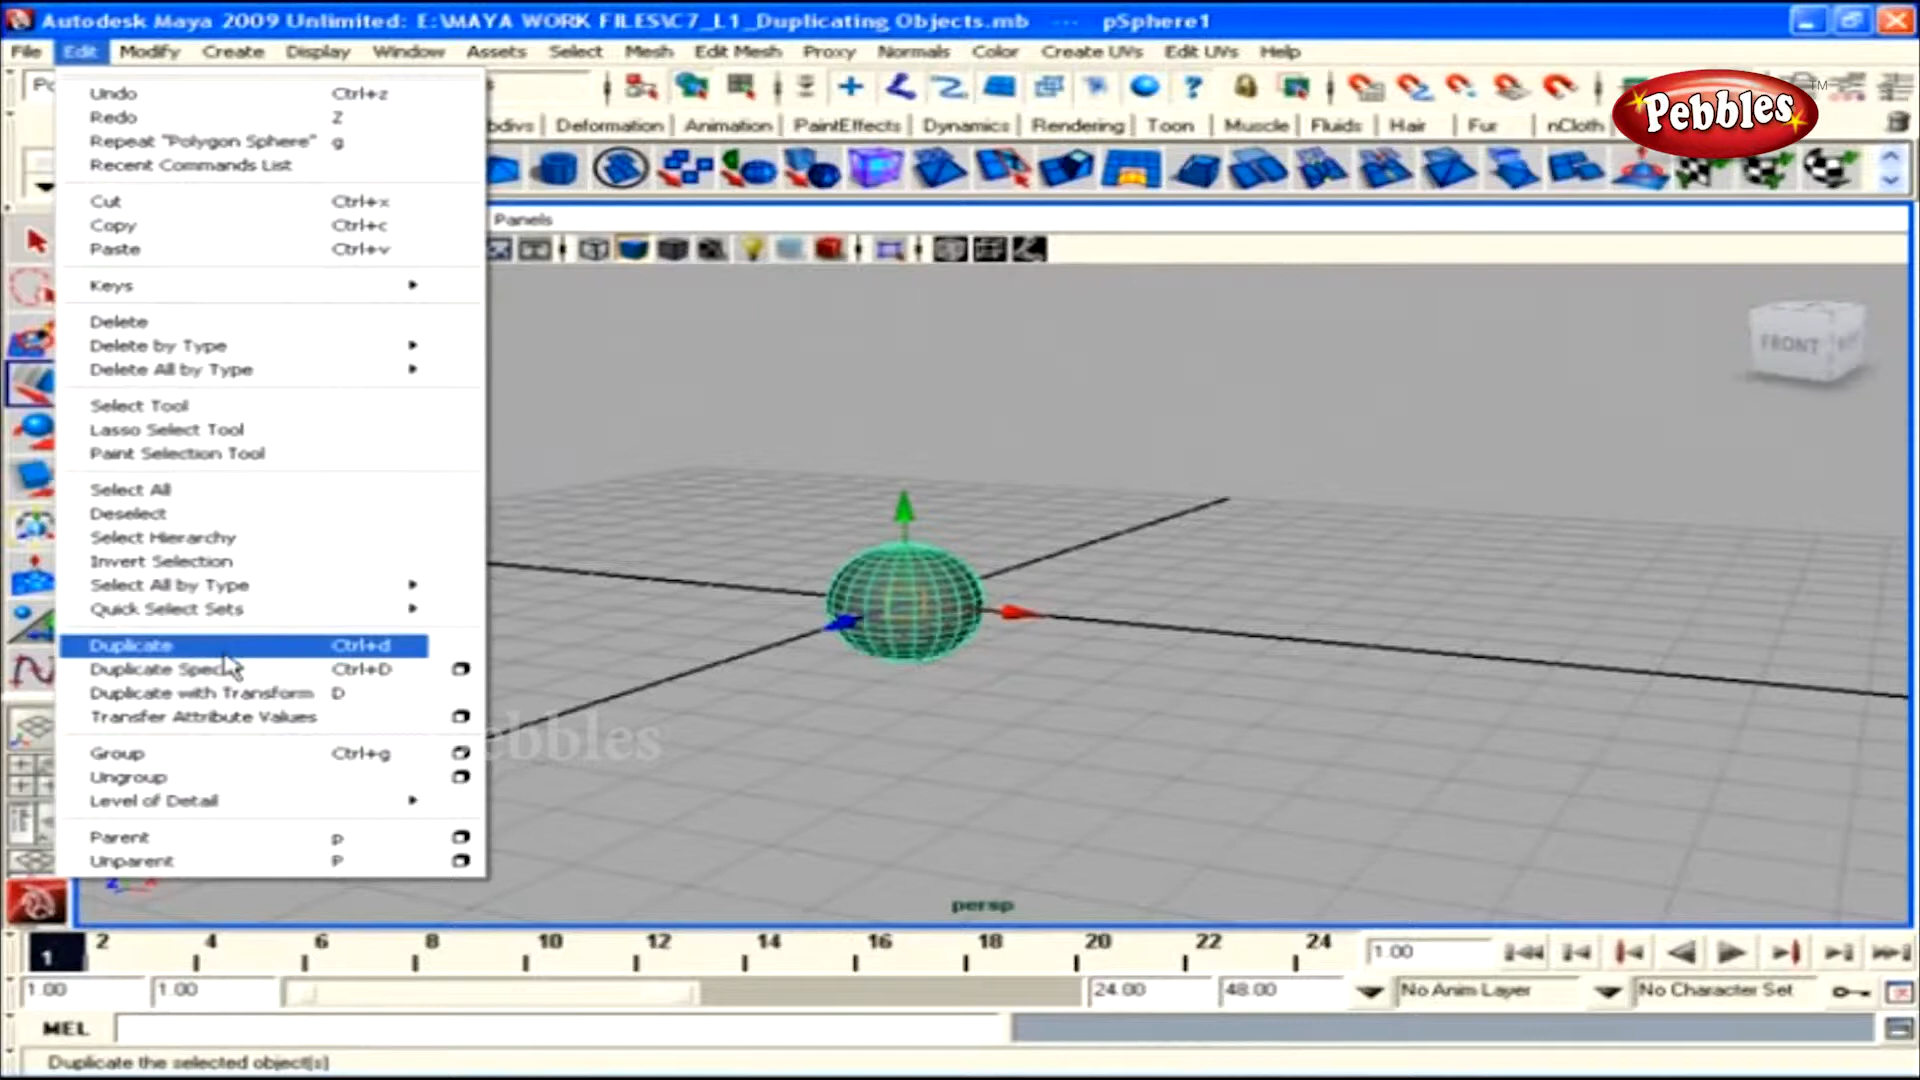 Autodesk Maya 2009 Unlimited: E:\MAYA WORK FILES\C7_L1_Duplicating Objects.mb --- pSphere1
File Edit Modify Create Display Window Assets Select Mesh Edit Mesh Proxy Normals Color Create UVs Edit UVs Help
Pebbles TM
Deformation Animation PaintEffects Dynamics Rendering Toon Muscle Fluids Hair Fur nCloth
Panels
Undo Ctrl+z
Redo Z
Repeat "Polygon Sphere" g
Recent Commands List
Cut Ctrl+x
Copy Ctrl+c
Paste Ctrl+v
Keys
Delete
Delete by Type
Delete All by Type
Select Tool
Lasso Select Tool
Paint Selection Tool
Select All
Deselect
Select Hierarchy
Invert Selection
Select All by Type
Quick Select Sets
Duplicate Ctrl+d
Duplicate Ctrl+D
Duplicate with Transform D
Transfer Attribute Values
Group Ctrl+g
Ungroup
Level of Detail
Parent p
Unparent P
FRONT
persp
1 2 4 6 8 10 12 14 16 18 20 22 24 1.00
1.00 1.00 24.00 48.00 No Anim Layer No Character Set
MEL
Duplicate the selected object(s)